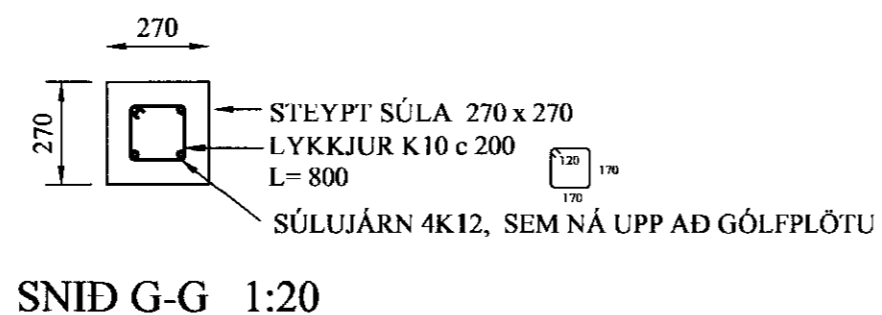 270
270
STEYPT SÚLA 270 x 270
LYKKJUR K10 c 200
L= 800
120
170
170
SÚLUJÁRN 4K12, SEM NÁ UPP AÐ GÓLFPLÖTU
SNIÐ G-G 1:20